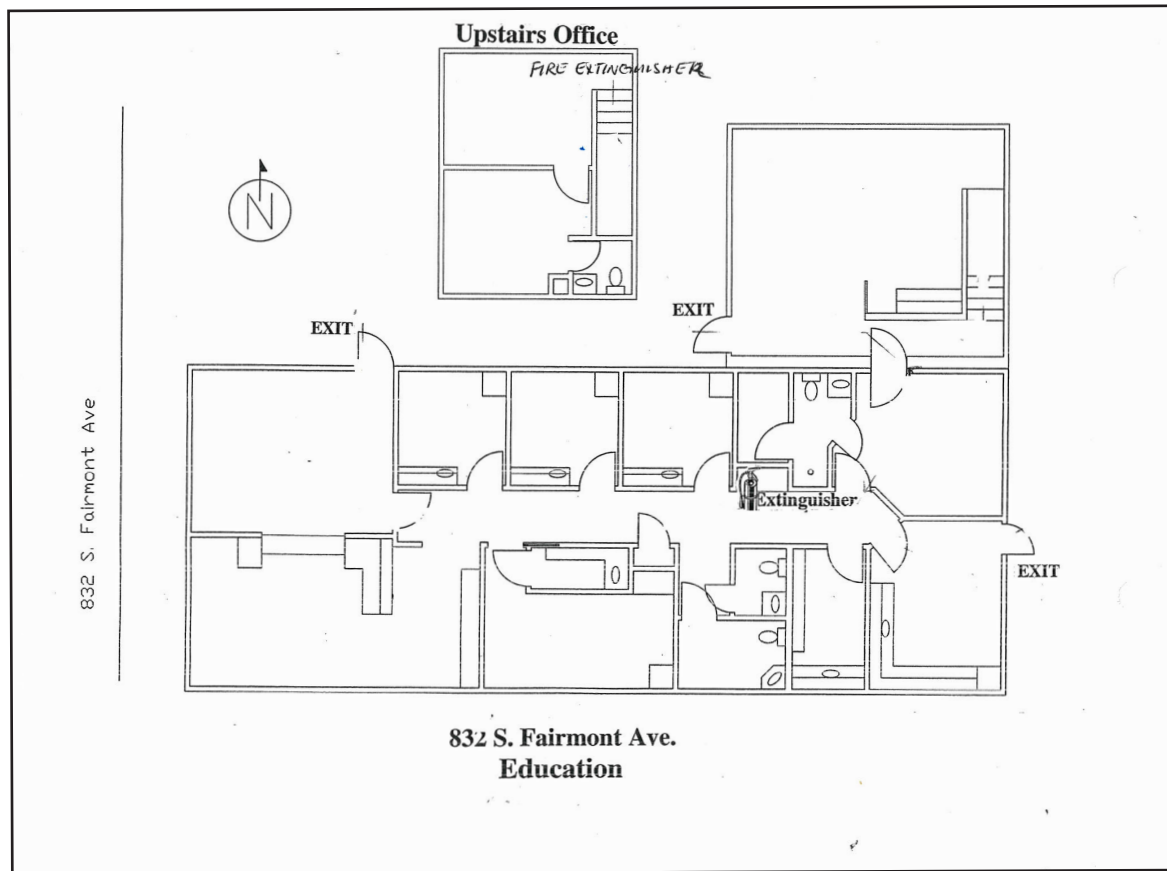 Upstairs Office
FIRE EXTINGUISHER
N
EXIT
EXIT
832 S. Fairmont Ave
Extinguisher
EXIT
832 S. Fairmont Ave.
Education